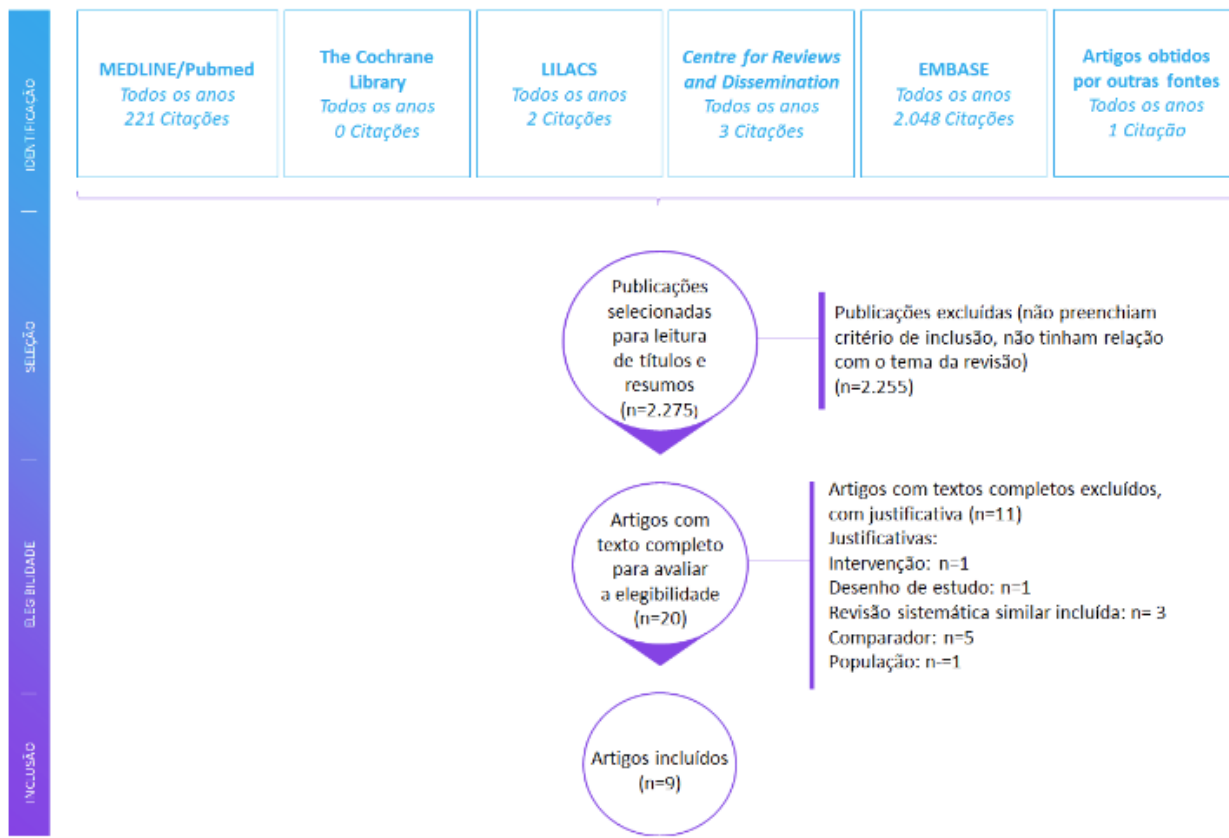 IDENTIFICAÇÃO
MEDLINE/Pubmed
Todos os anos
221 Citações
The Cochrane
Library
Todos os anos
0 Citações
LILACS
Todos os anos
2 Citações
Centre for Reviews
and Dissemination
Todos os anos
3 Citações
EMBASE
Todos os anos
2.048 Citações
Artigos obtidos
por outras fontes
Todos os anos
1 Citação
SELEÇÃO
Publicações
selecionadas
para leitura
de títulos e
resumos
(n=2.275)
Publicações excluídas (não preenchiam
critério de inclusão, não tinham relação
com o tema da revisão)
(n=2.255)
ELEGIBILIDADE
Artigos com
texto completo
para avaliar
a elegibilidade
(n=20)
Artigos com textos completos excluídos,
com justificativa (n=11)
Justificativas:
Intervenção: n=1
Desenho de estudo: n=1
Revisão sistemática similar incluída: n= 3
Comparador: n=5
População: n-=1
INCLUSÃO
Artigos incluídos
(n=9)